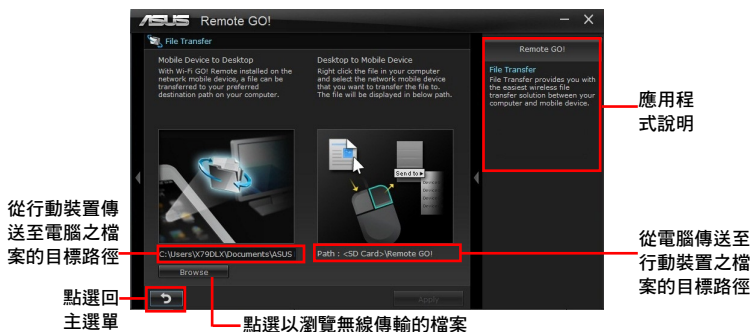 ASUS Remote GO!
File Transfer
Mobile Device to Desktop
With Wi-Fi GO! Remote installed on the
network mobile device, a file can be
transferred to your preferred
destination path on your computer.
Desktop to Mobile Device
Right click the file in your computer
and select the network mobile device
that you want to transfer the file to.
The file will be displayed in below path.
Send to
C:\Users\X79DLX\Documents\ASUS
Browse
Path : <SD Card>\Remote GO!
Apply
Remote GO!
File Transfer
File Transfer provides you with
the easiest wireless file
transfer solution between your
computer and mobile device.
應用程
式說明
從行動裝置傳
送至電腦之檔
案的目標路徑
從電腦傳送至
行動裝置之檔
案的目標路徑
點選回
主選單
點選以瀏覽無線傳輸的檔案